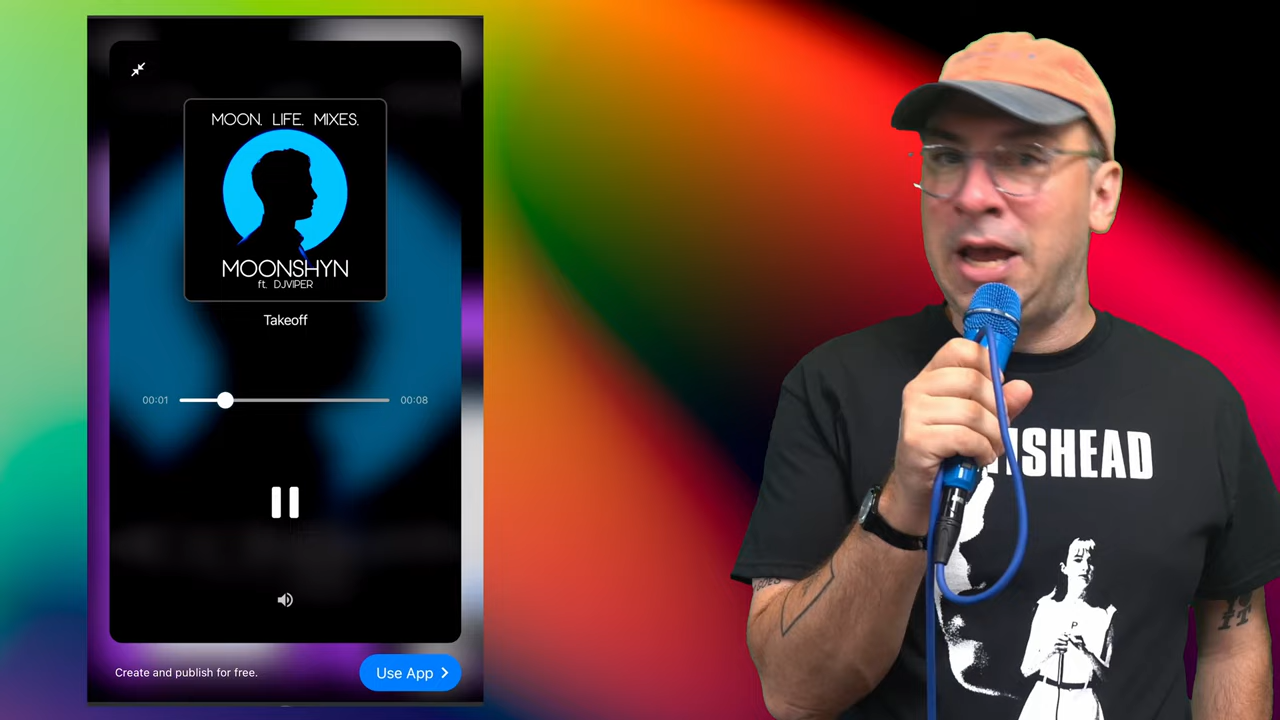 MOON. LIFE. MIXES.
MOONSHYN
ft. DJVIPER
Takeoff
00:01
00:08
Create and publish for free.
Use App
ISHEAD
P